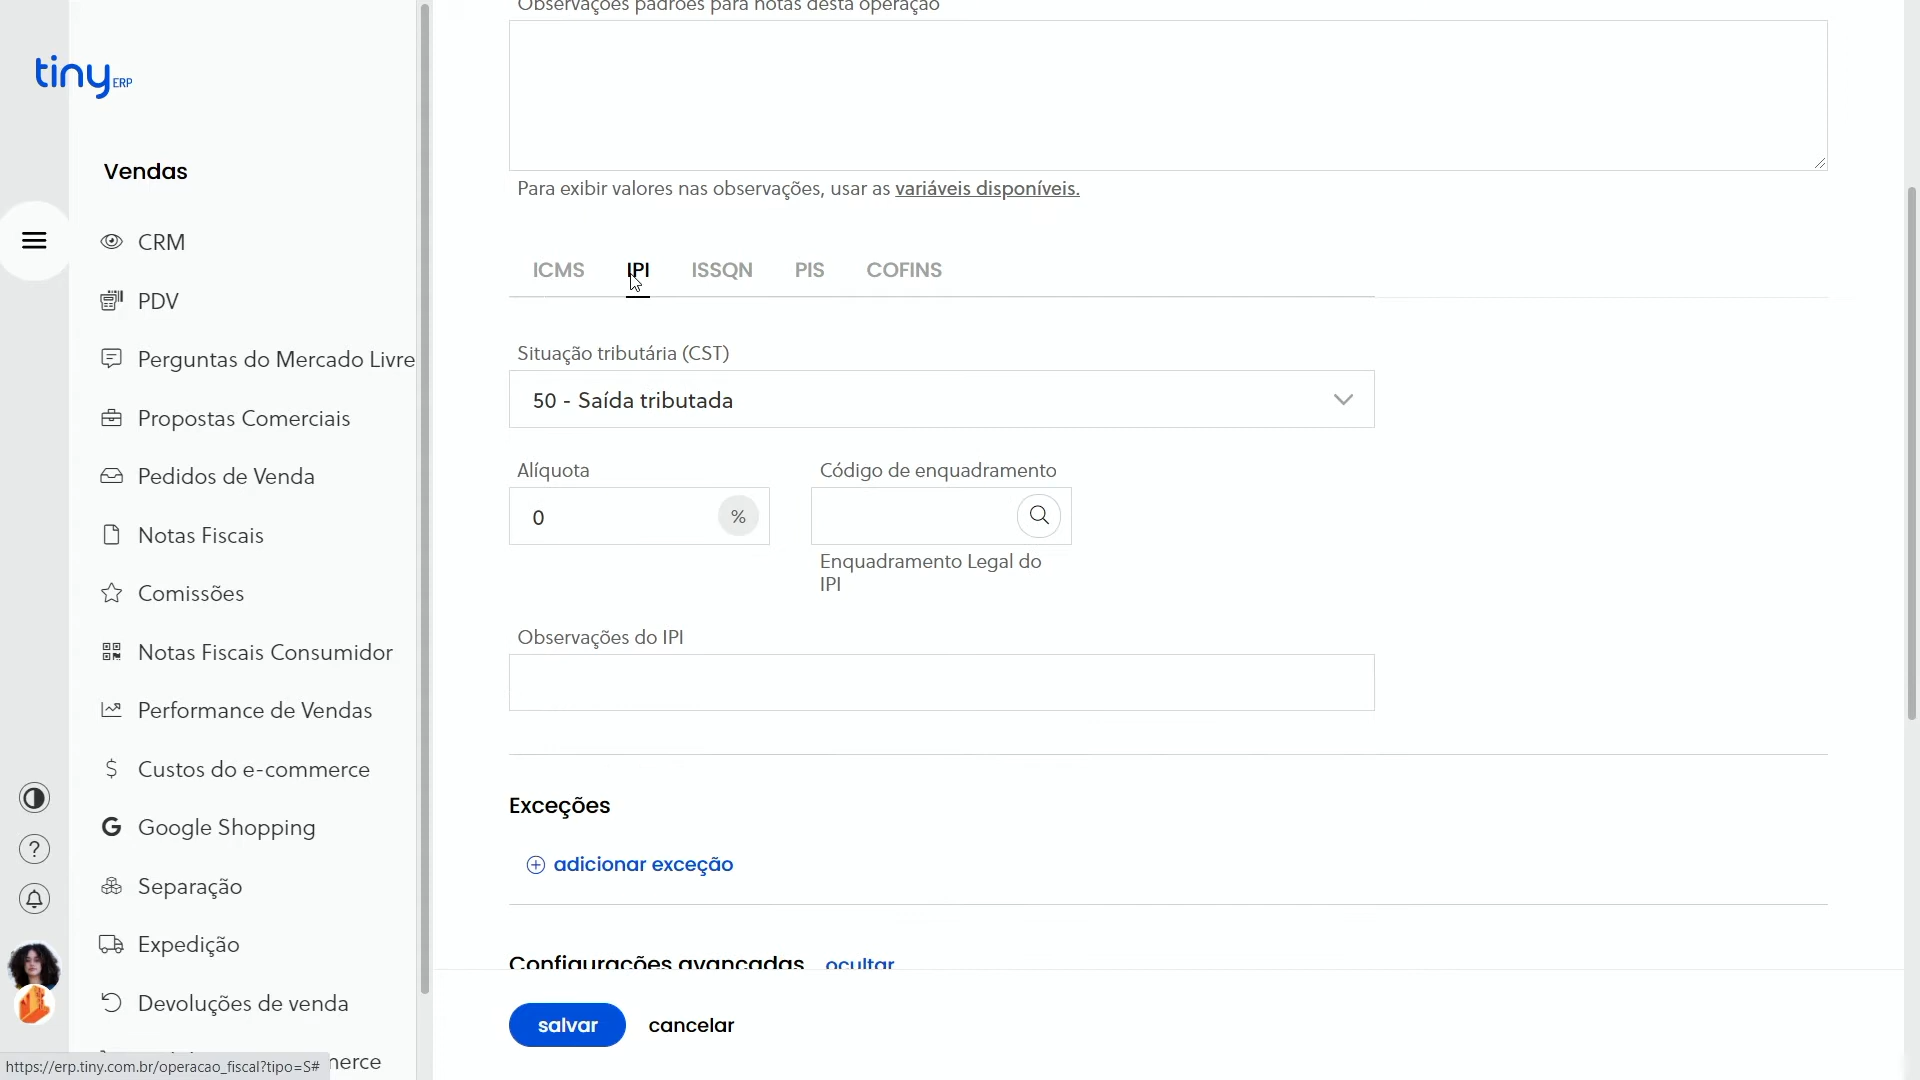 tiny ERP
Vendas
CRM
PDV
Perguntas do Mercado Livre
Propostas Comerciais
Pedidos de Venda
Notas Fiscais
Comissões
Notas Fiscais Consumidor
Performance de Vendas
Custos do e-commerce
Google Shopping
Separação
Expedição
Devoluções de venda
merce
https://erp.tiny.com.br/operacao_fiscal?tipo=S#
Observações padrões para notas desta operação
Para exibir valores nas observações, usar as variáveis disponíveis.
ICMS IPI ISSQN PIS COFINS
Situação tributária (CST)
50 - Saída tributada
Alíquota Código de enquadramento
0 %
Enquadramento Legal do
IPI
Observações do IPI
Exceções
adicionar exceção
Configurações avançadas ocultar
salvar cancelar